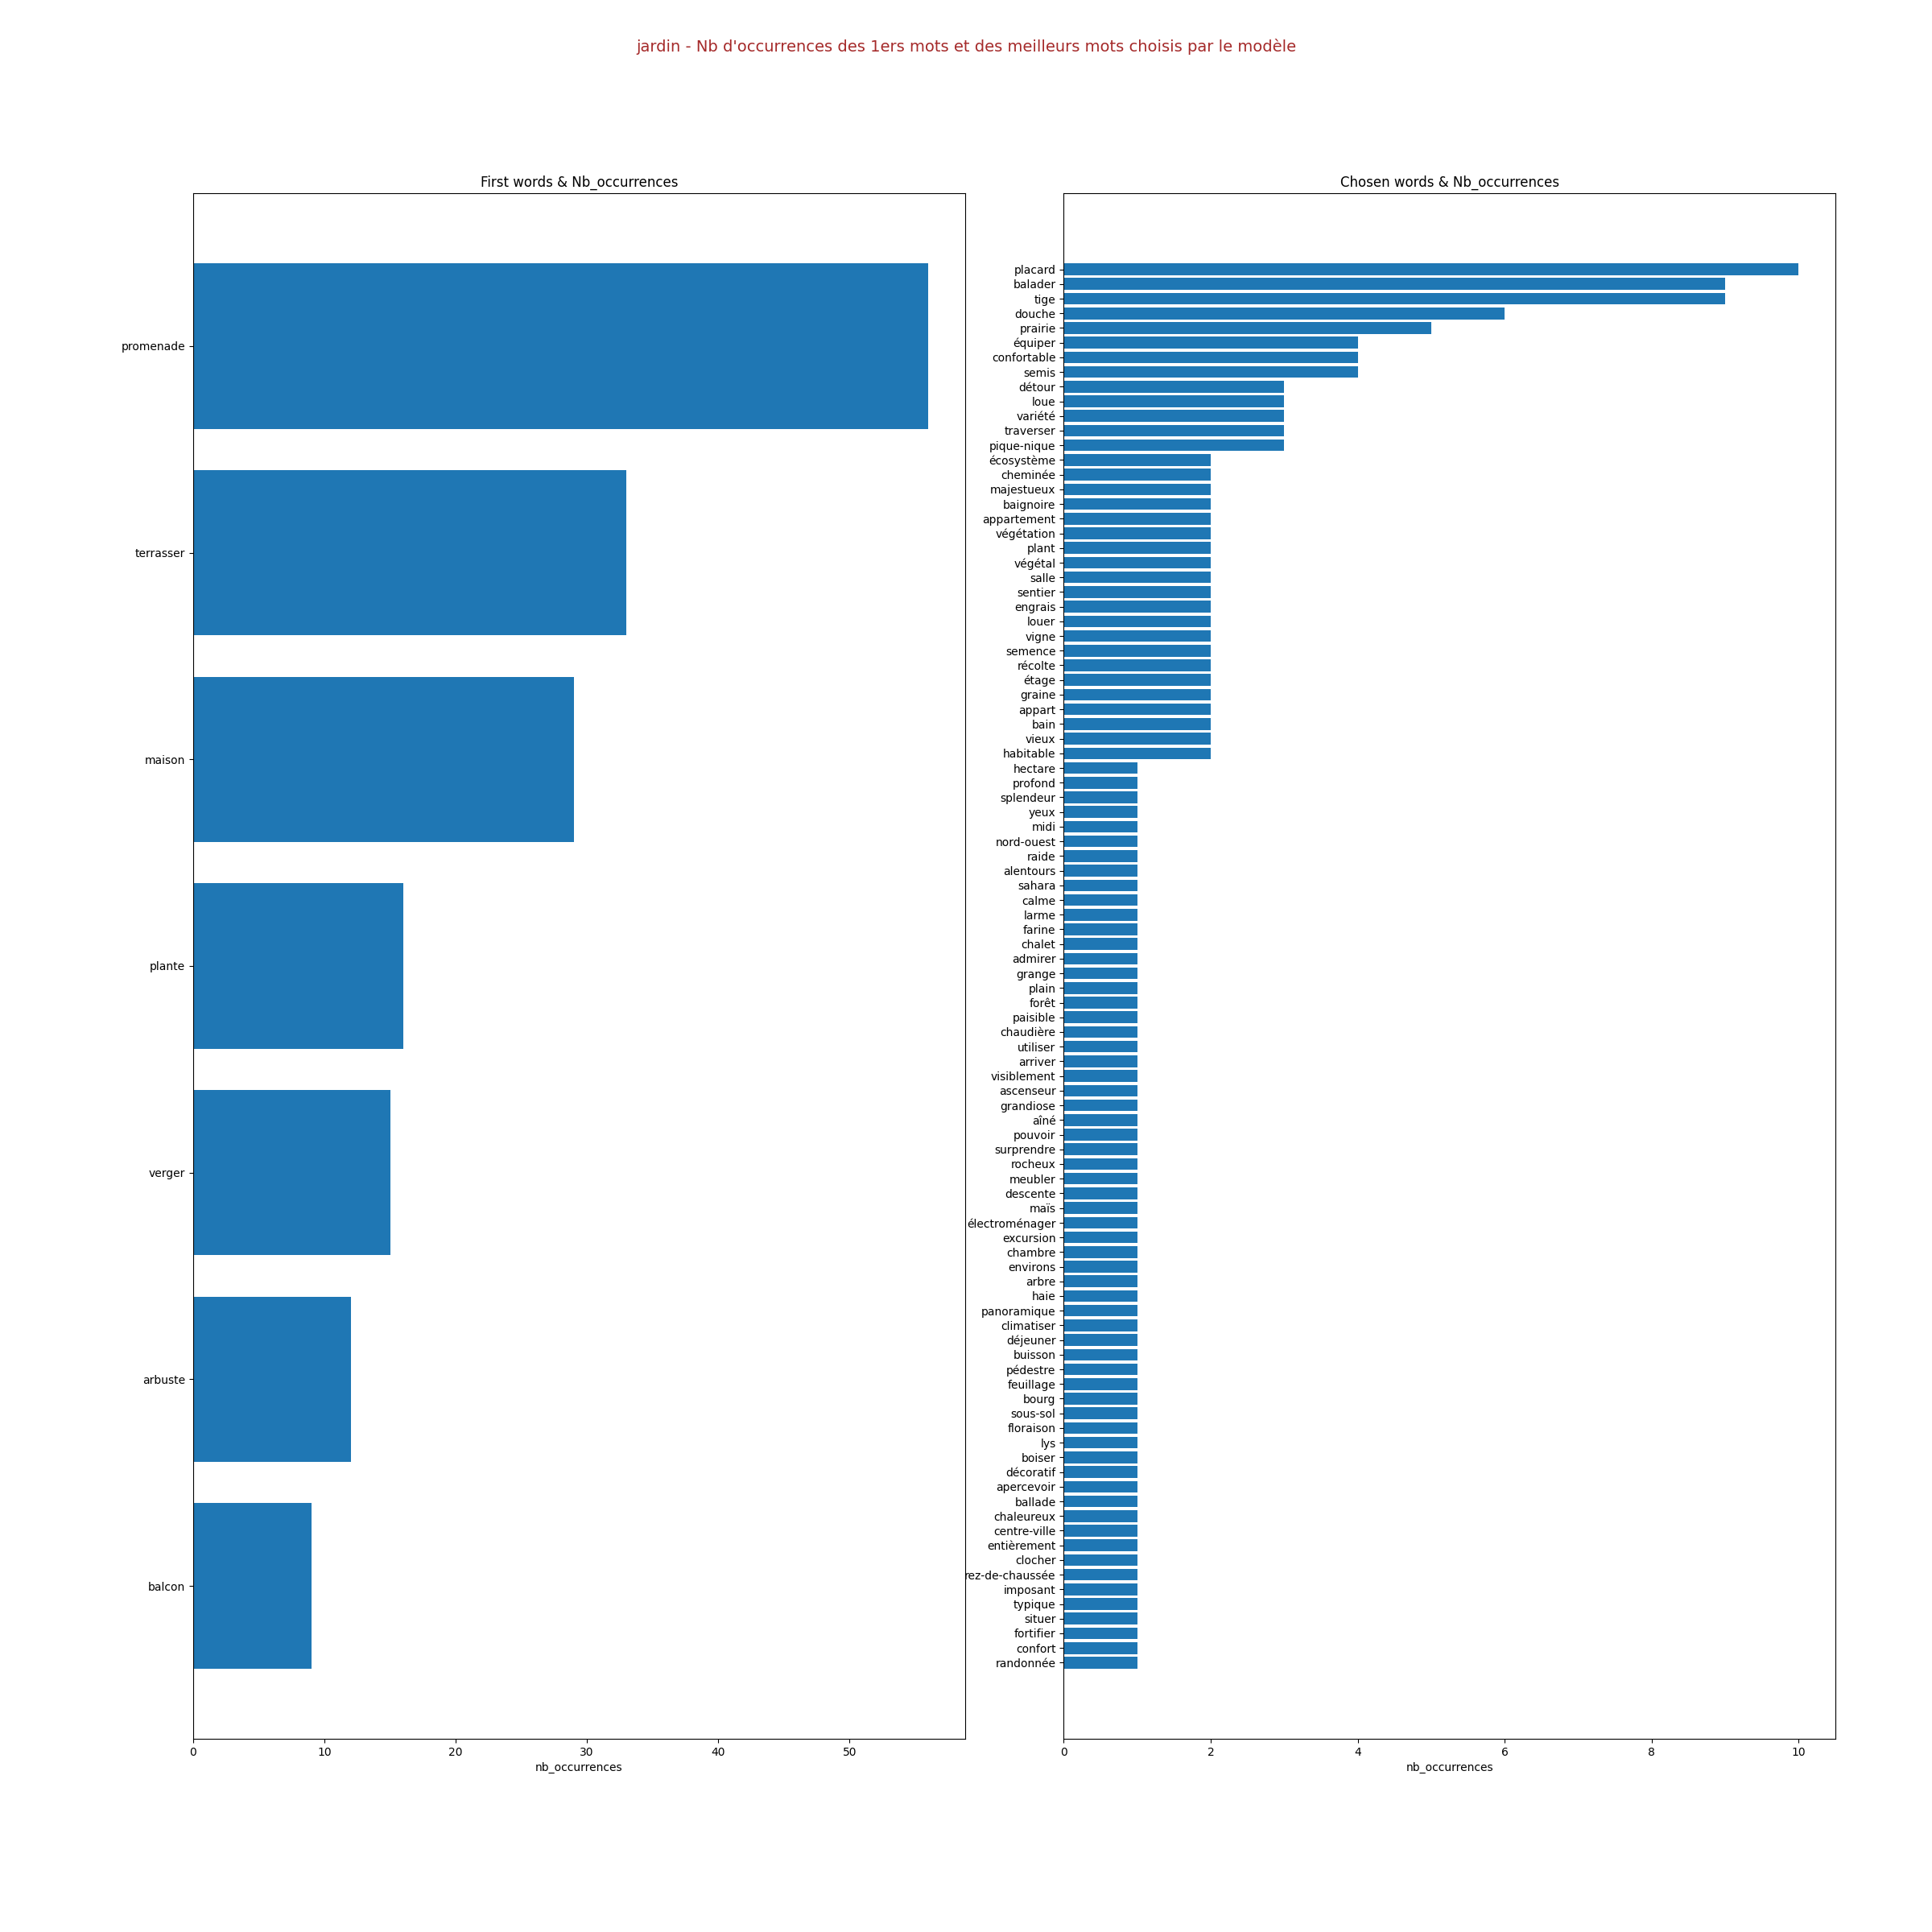 jardin - Nb d'occurrences des 1ers mots et des meilleurs mots choisis par le modèle
First words & Nb_occurrences
promenade
terrasser
maison
plante
verger
arbuste
balcon
0 10 20 30 40 50
nb_occurrences
Chosen words & Nb_occurrences
placard
balader
tige
douche
prairie
équiper
confortable
semis
détour
loue
variété
traverser
pique-nique
écosystème
cheminée
majestueux
baignoire
appartement
végétation
plant
végétal
salle
sentier
engrais
louer
vigne
semence
récolte
étage
graine
appart
bain
vieux
habitable
hectare
profond
splendeur
yeux
midi
nord-ouest
raide
alentours
sahara
calme
larme
farine
chalet
admirer
grange
plain
forêt
paisible
chaudière
utiliser
arriver
visiblement
ascenseur
grandiose
aîné
pouvoir
surprendre
rocheux
meubler
descente
maïs
électroménager
excursion
chambre
environs
arbre
haie
panoramique
climatiser
déjeuner
buisson
pédestre
feuillage
bourg
sous-sol
floraison
lys
boiser
décoratif
apercevoir
ballade
chaleureux
centre-ville
entièrement
clocher
rez-de-chaussée
imposant
typique
situer
fortifier
confort
randonnée
0 2 4 6 8 10
nb_occurrences